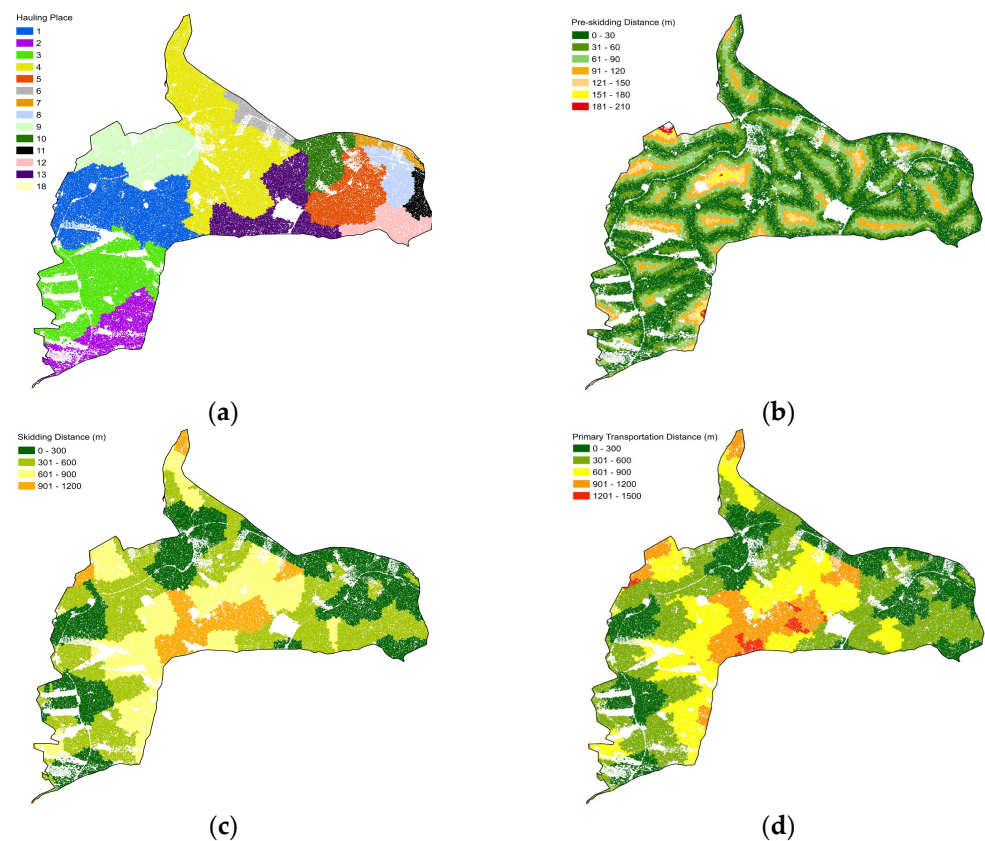 Hauling Place
1
2
3
4
5
6
7
8
9
10
11
12
13
18
(a)
Pre-skidding Distance (m)
0 - 30
31 - 60
61 - 90
91 - 120
121 - 150
151 - 180
181 - 210
(b)
Skidding Distance (m)
0 - 300
301 - 600
601 - 900
901 - 1200
(c)
Primary Transportation Distance (m)
0 - 300
301 - 600
601 - 900
901 - 1200
1201 - 1500
(d)